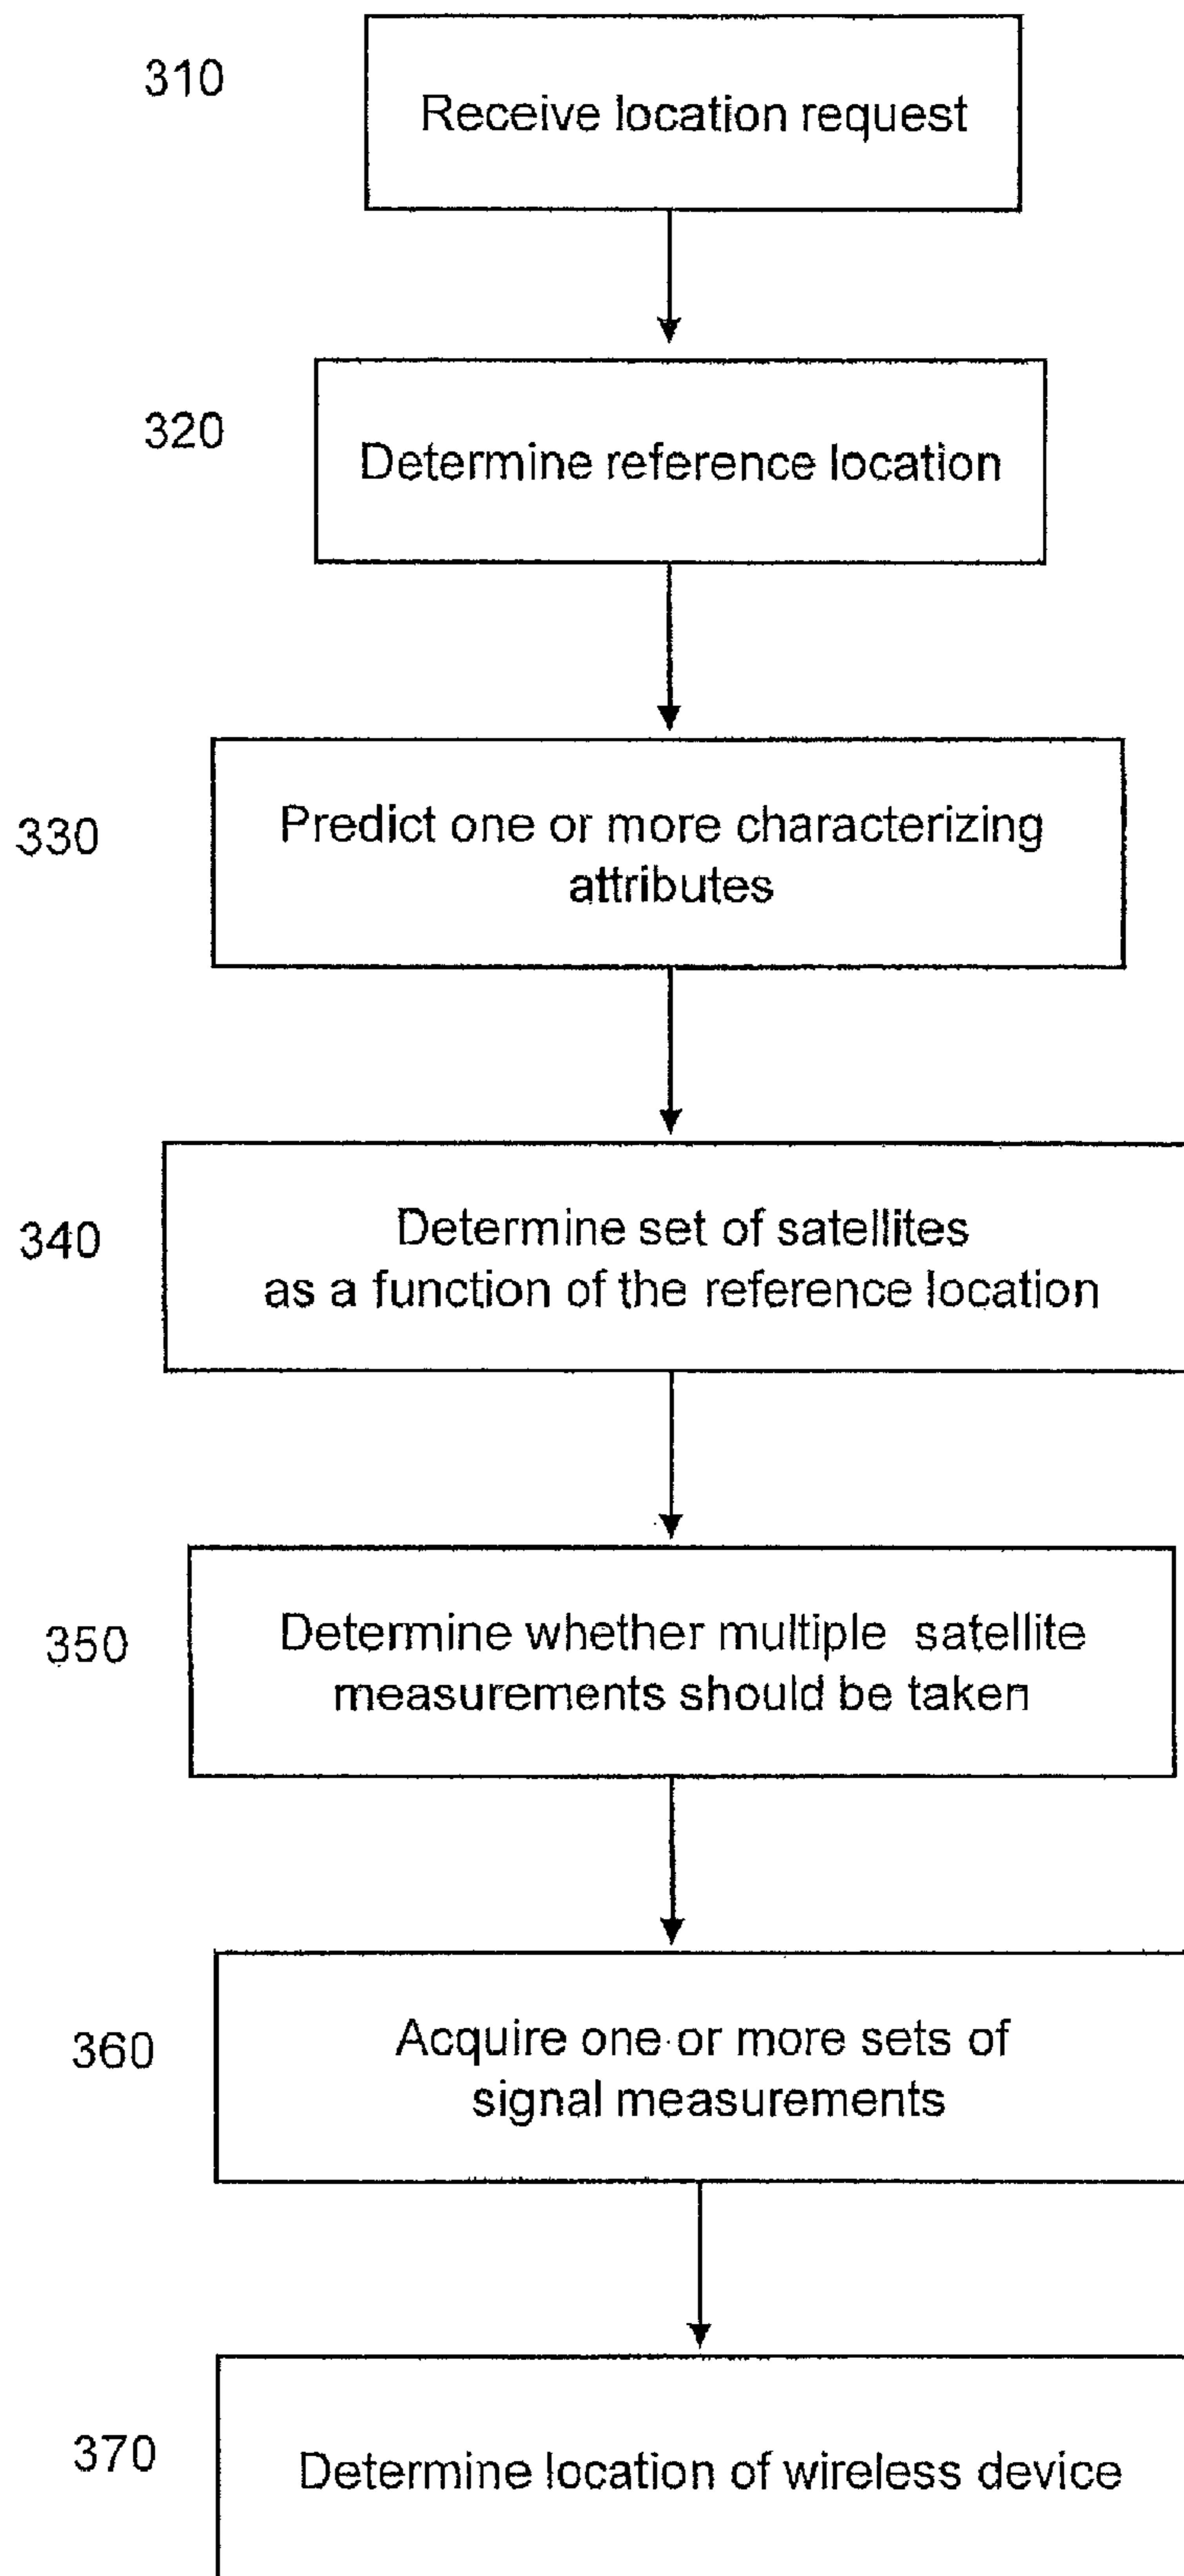 310
Receive location request
320
Determine reference location
330
Predict one or more characterizing
attributes
340
Determine set of satellites
as a function of the reference location
350
Determine whether multiple satellite
measurements should be taken
360
Acquire one or more sets of
signal measurements
370
Determine location of wireless device